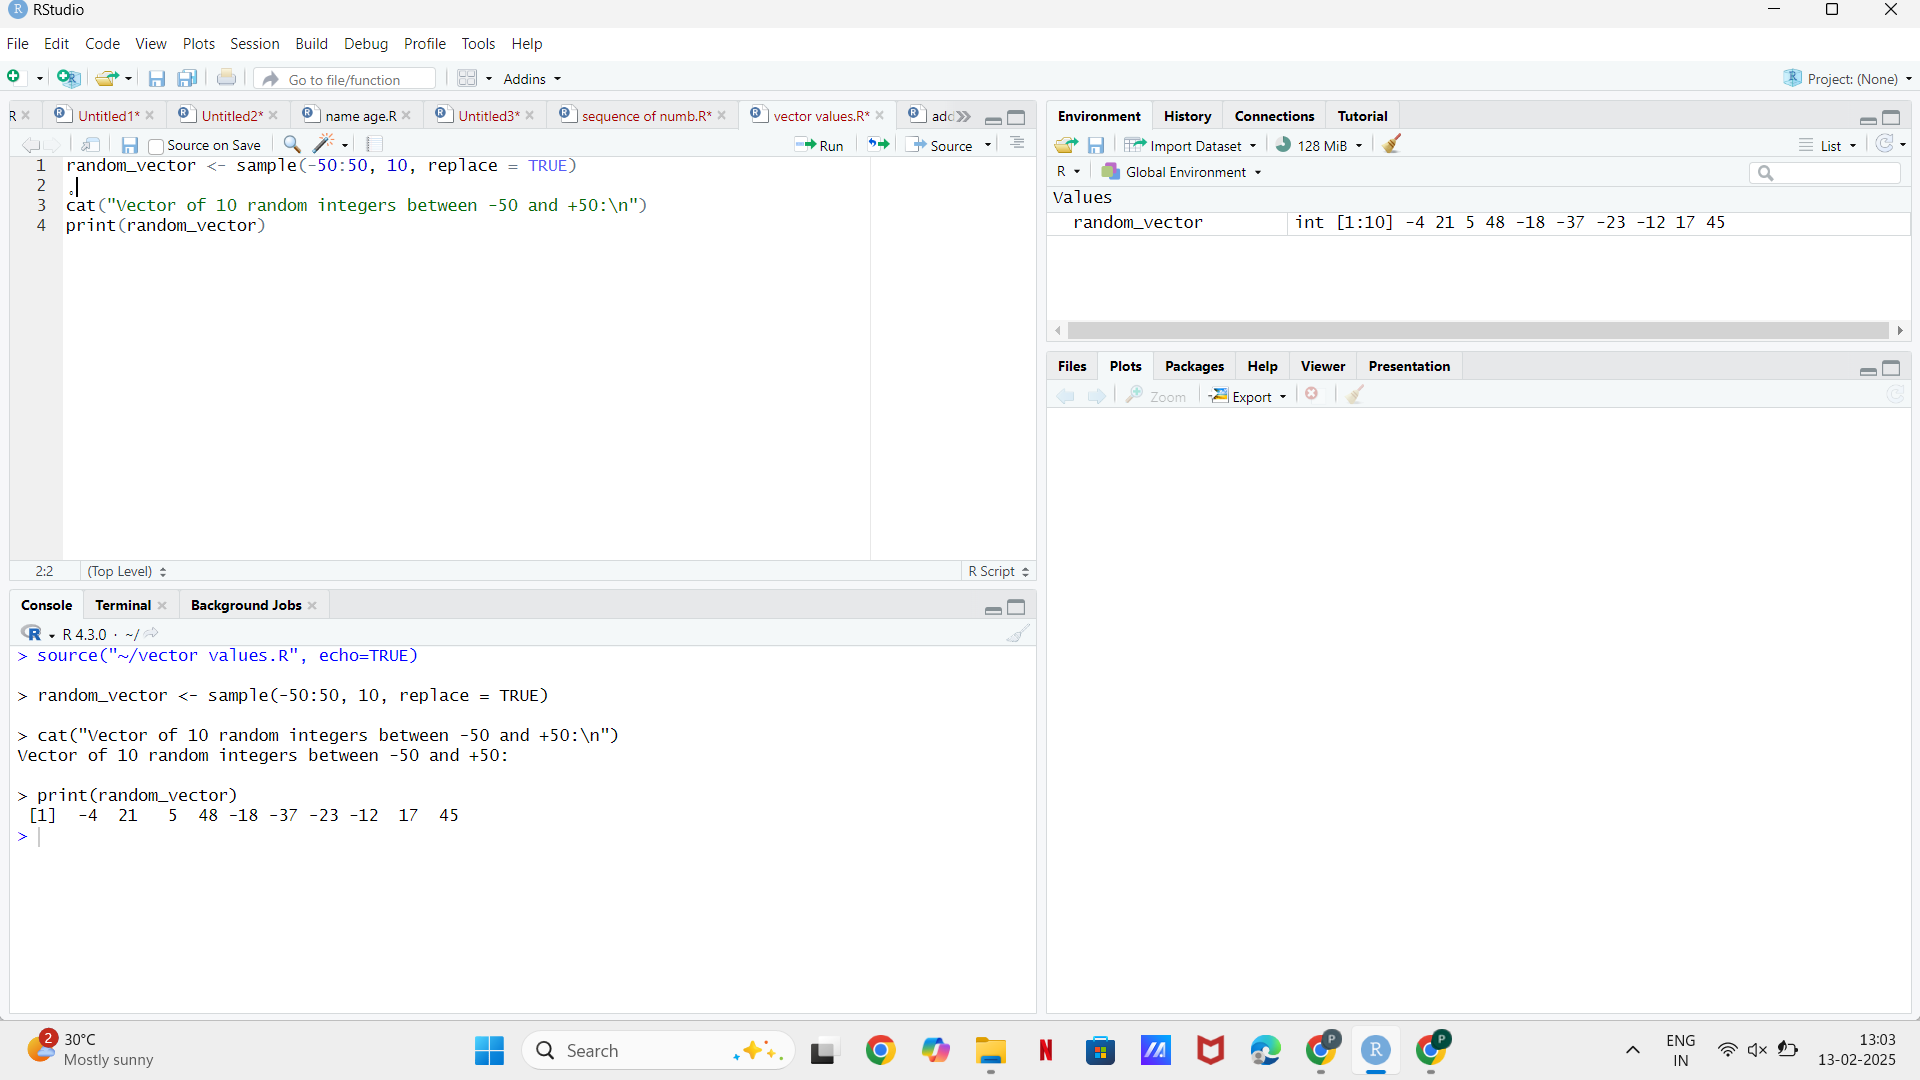 RStudio
File Edit Code View Plots Session Build Debug Profile Tools Help
Go to file/function Addins Project: (None)
R Untitled1* Untitled2* name age.R Untitled3* sequence of numb.R* vector values.R* add
Source on Save Run Source
1 random_vector <- sample(-50:50, 10, replace = TRUE)
2
3 cat("Vector of 10 random integers between -50 and +50:\n")
4 print(random_vector)
2:2 (Top Level) R Script
Console Terminal Background Jobs
R R 4.3.0 · ~/
> source("~/vector values.R", echo=TRUE)
> random_vector <- sample(-50:50, 10, replace = TRUE)
> cat("Vector of 10 random integers between -50 and +50:\n")
Vector of 10 random integers between -50 and +50:
> print(random_vector)
[1] -4 21 5 48 -18 -37 -23 -12 17 45
>
Environment History Connections Tutorial
Import Dataset 128 MiB List
R Global Environment
Values
random_vector int [1:10] -4 21 5 48 -18 -37 -23 -12 17 45
Files Plots Packages Help Viewer Presentation
Zoom Export
2 30°C
Mostly sunny
Search
N
P
R
P
ENG
IN
13:03
13-02-2025